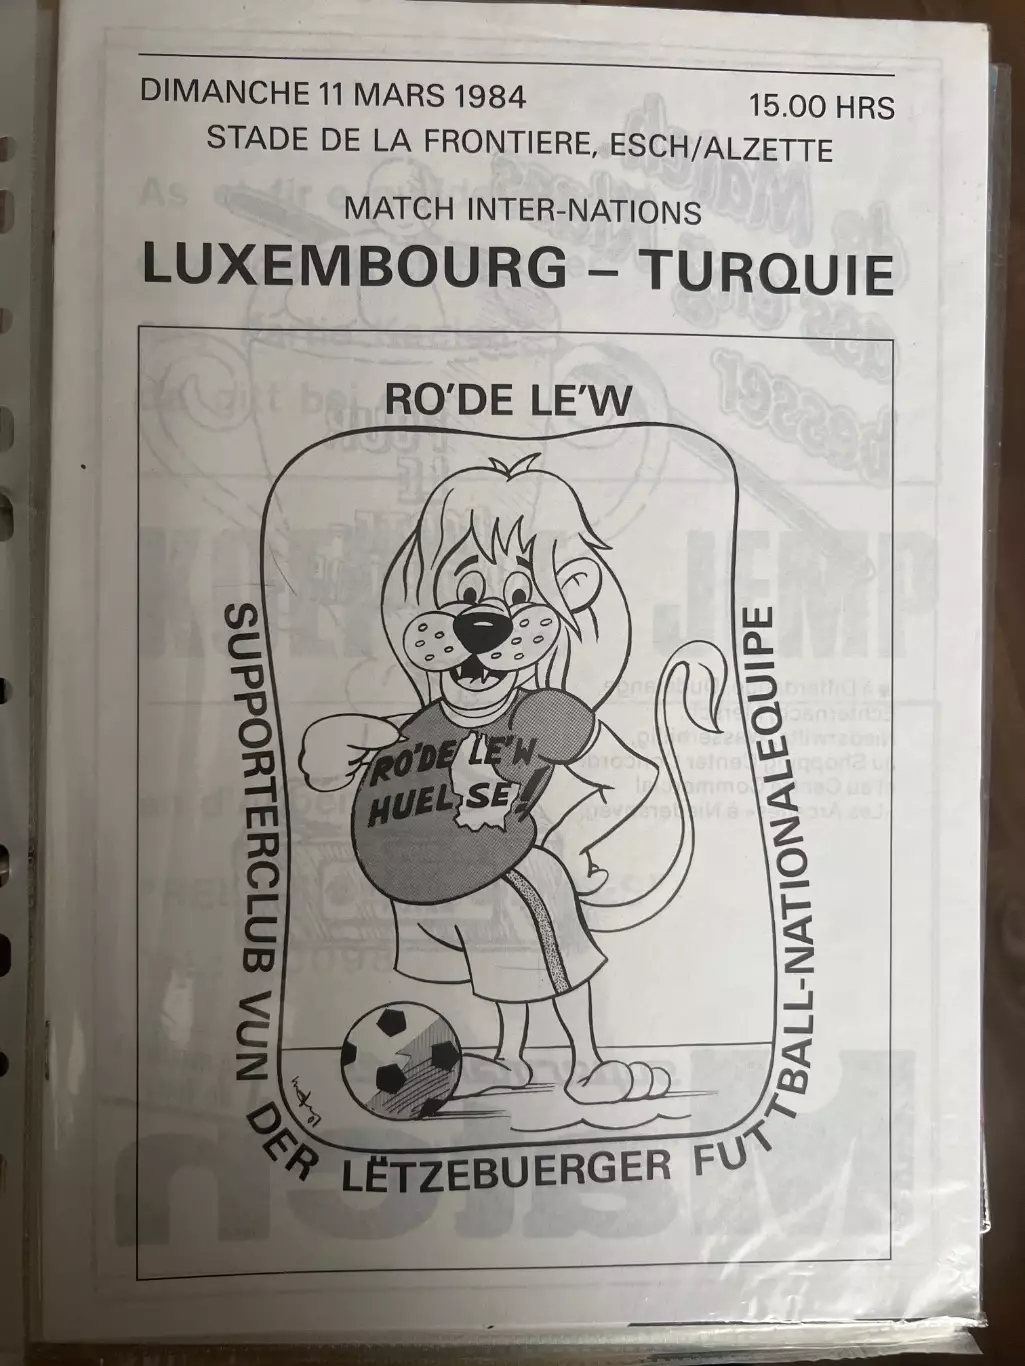 DIMANCHE 11 MARS 1984 15.00 HRS
STADE DE LA FRONTIERE, ESCH/ALZETTE
MATCH INTER-NATIONS
LUXEMBOURG – TURQUIE
RO'DE LE'W
RO'DE LE'W
HUEL SE!
SUPPORTERCLUB VUN DER LËTZEBUERGER FUTTBALL-NATIONALEQUIPE